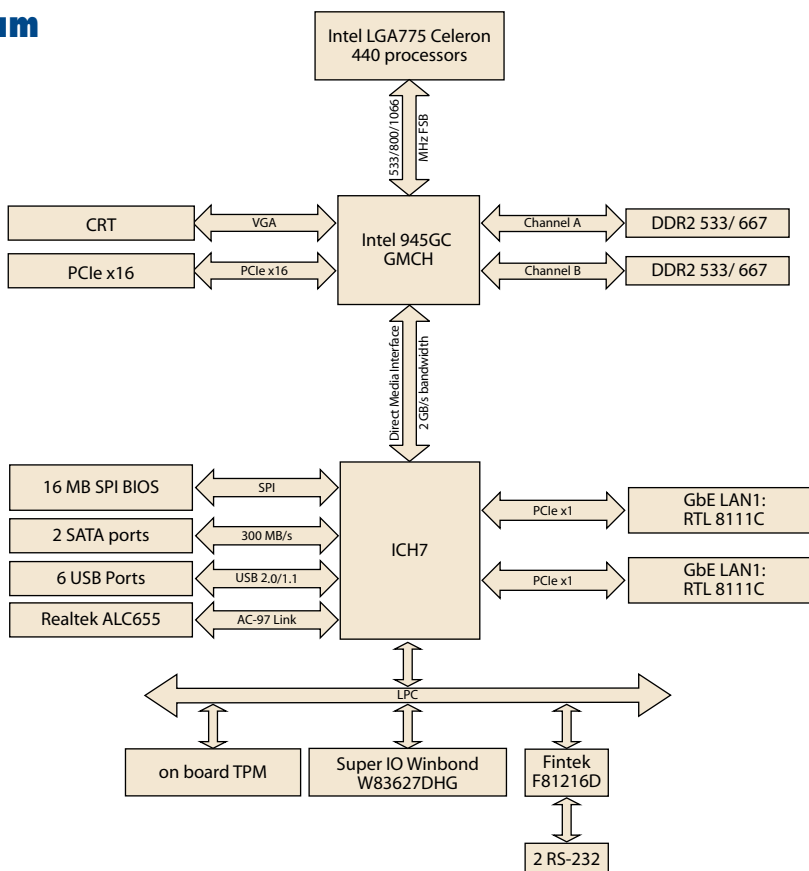 um
Intel LGA775 Celeron
440 processors
533/800/1066
MHz FSB
CRT
VGA
Intel 945GC
GMCH
Channel A
DDR2 533/ 667
PCIe x16
PCIe x16
Channel B
DDR2 533/ 667
Direct Media Interface
2 GB/s bandwidth
16 MB SPI BIOS
SPI
ICH7
PCIe x1
GbE LAN1:
RTL 8111C
2 SATA ports
300 MB/s
6 USB Ports
USB 2.0/1.1
PCIe x1
GbE LAN1:
RTL 8111C
Realtek ALC655
AC-97 Link
LPC
on board TPM
Super IO Winbond
W83627DHG
Fintek
F81216D
2 RS-232